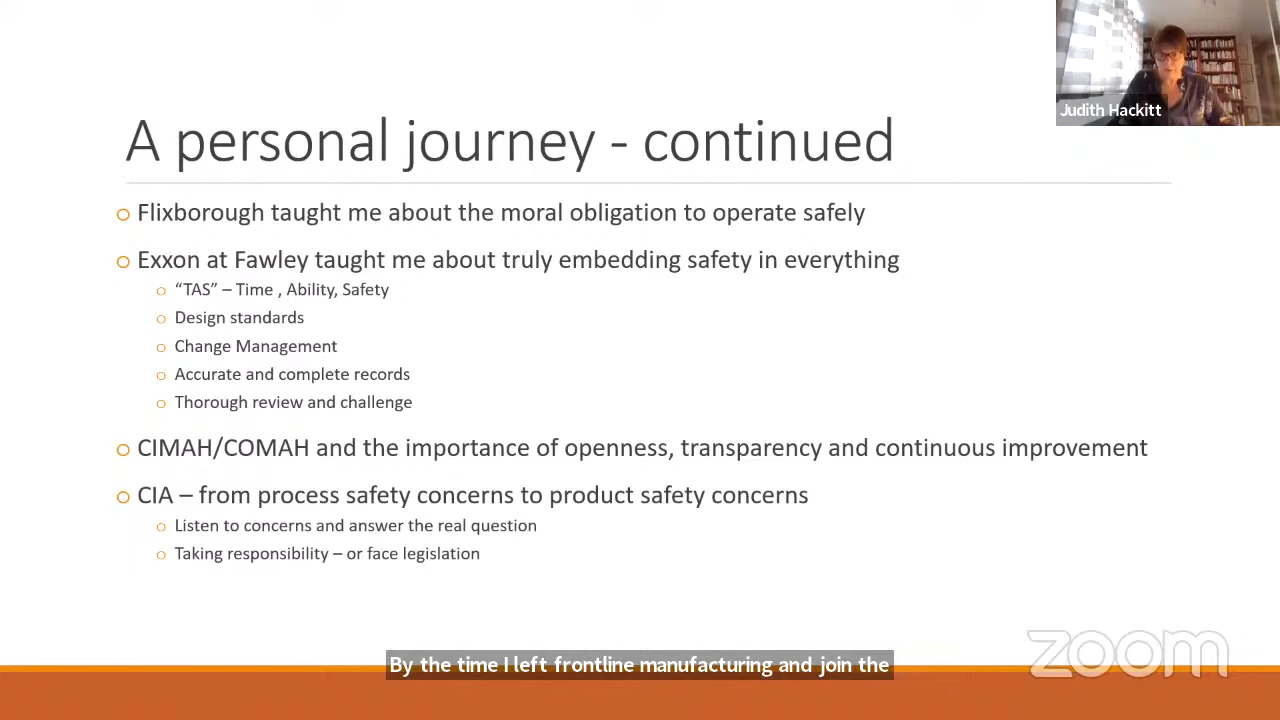 Judith Hackitt
A personal journey - continued
o Flixborough taught me about the moral obligation to operate safely
o Exxon at Fawley taught me about truly embedding safety in everything
o "TAS" – Time , Ability, Safety
o Design standards
o Change Management
o Accurate and complete records
o Thorough review and challenge
o CIMAH/COMAH and the importance of openness, transparency and continuous improvement
o CIA – from process safety concerns to product safety concerns
o Listen to concerns and answer the real question
o Taking responsibility – or face legislation
zoom
By the time I left frontline manufacturing and join the